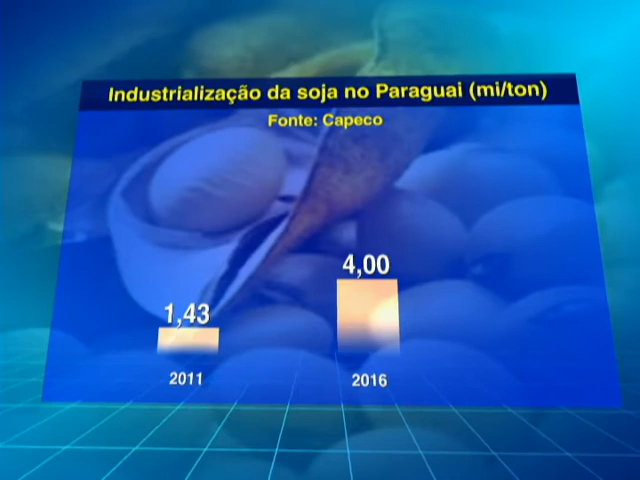 Industrialização da soja no Paraguai (mi/ton)
Fonte: Capeco
1,43
4,00
2011
2016